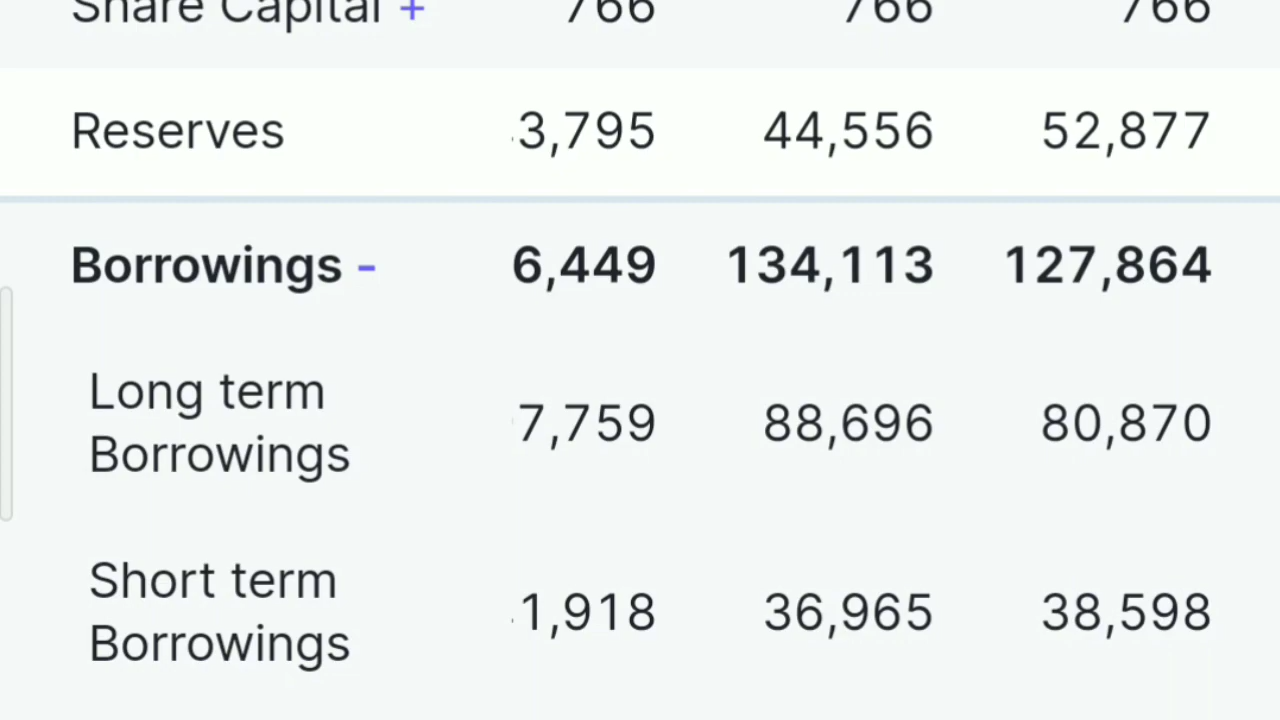 Share Capital + 766 766 766
Reserves 3,795 44,556 52,877
Borrowings - 6,449 134,113 127,864
Long term
Borrowings 7,759 88,696 80,870
Short term
Borrowings 1,918 36,965 38,598